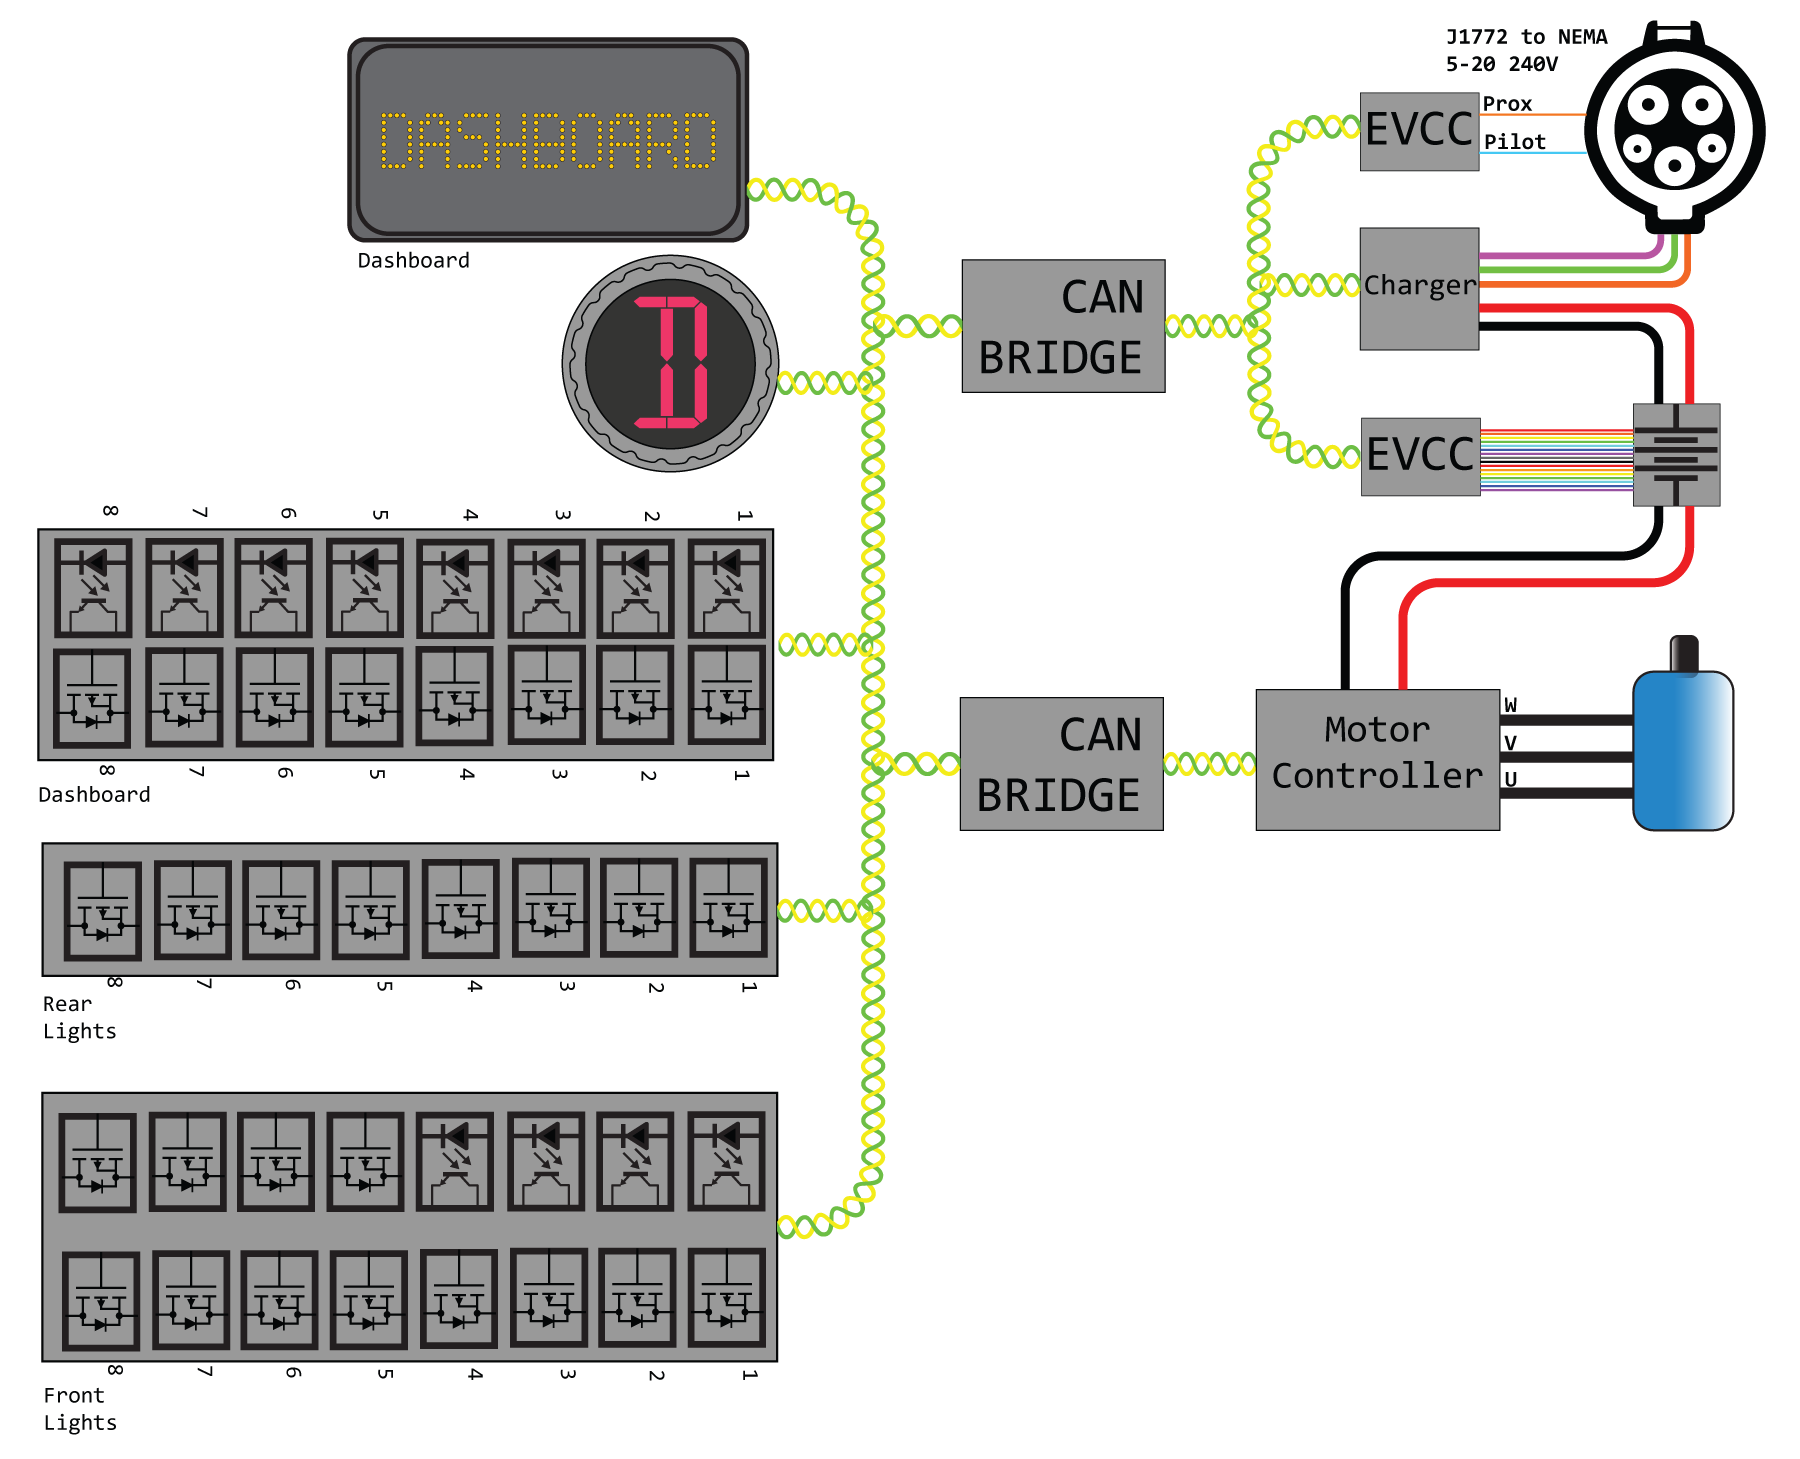 J1772 to NEMA
5-20 240V
DASHBOARD
Dashboard
EVCC
Prox
Pilot
D
CAN
BRIDGE
Charger
EVCC
8 7 6 5 4 3 2 1
8 7 6 5 4 3 2 1
Dashboard
CAN
BRIDGE
Motor
Controller
W
V
U
8 7 6 5 4 3 2 1
Rear
Lights
8 7 6 5 4 3 2 1
Front
Lights